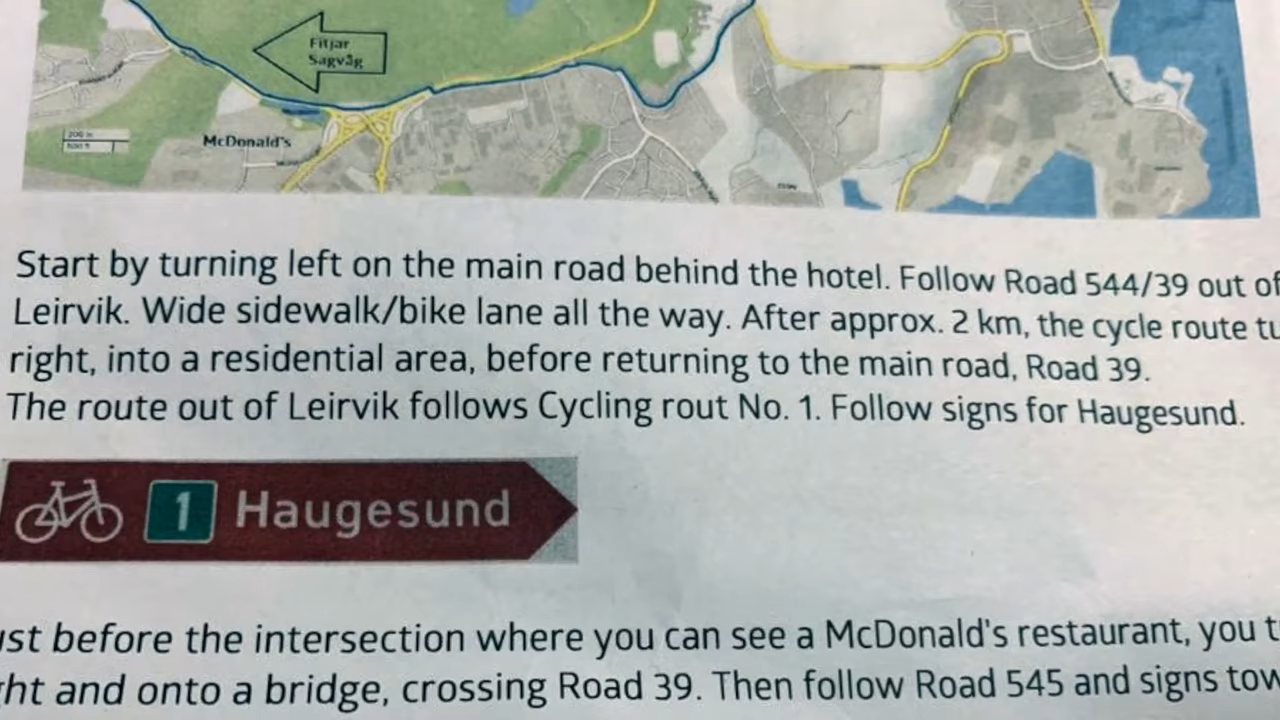 Fitjar
Sagvåg
McDonald's
Start by turning left on the main road behind the hotel. Follow Road 544/39 out of
Leirvik. Wide sidewalk/bike lane all the way. After approx. 2 km, the cycle route tu
right, into a residential area, before returning to the main road, Road 39.
The route out of Leirvik follows Cycling rout No. 1. Follow signs for Haugesund.
1 Haugesund
ust before the intersection where you can see a McDonald's restaurant, you t
ght and onto a bridge, crossing Road 39. Then follow Road 545 and signs tow